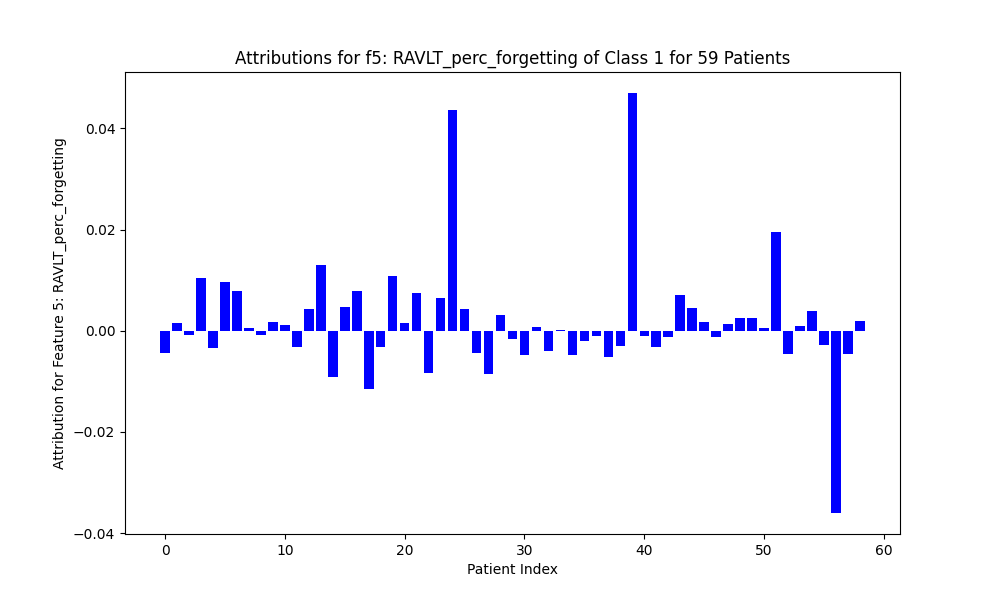 Attributions for f5: RAVLT_perc_forgetting of Class 1 for 59 Patients
Attribution for Feature 5: RAVLT_perc_forgetting
0.04
0.02
0.00
−0.02
−0.04
0 10 20 30 40 50 60
Patient Index